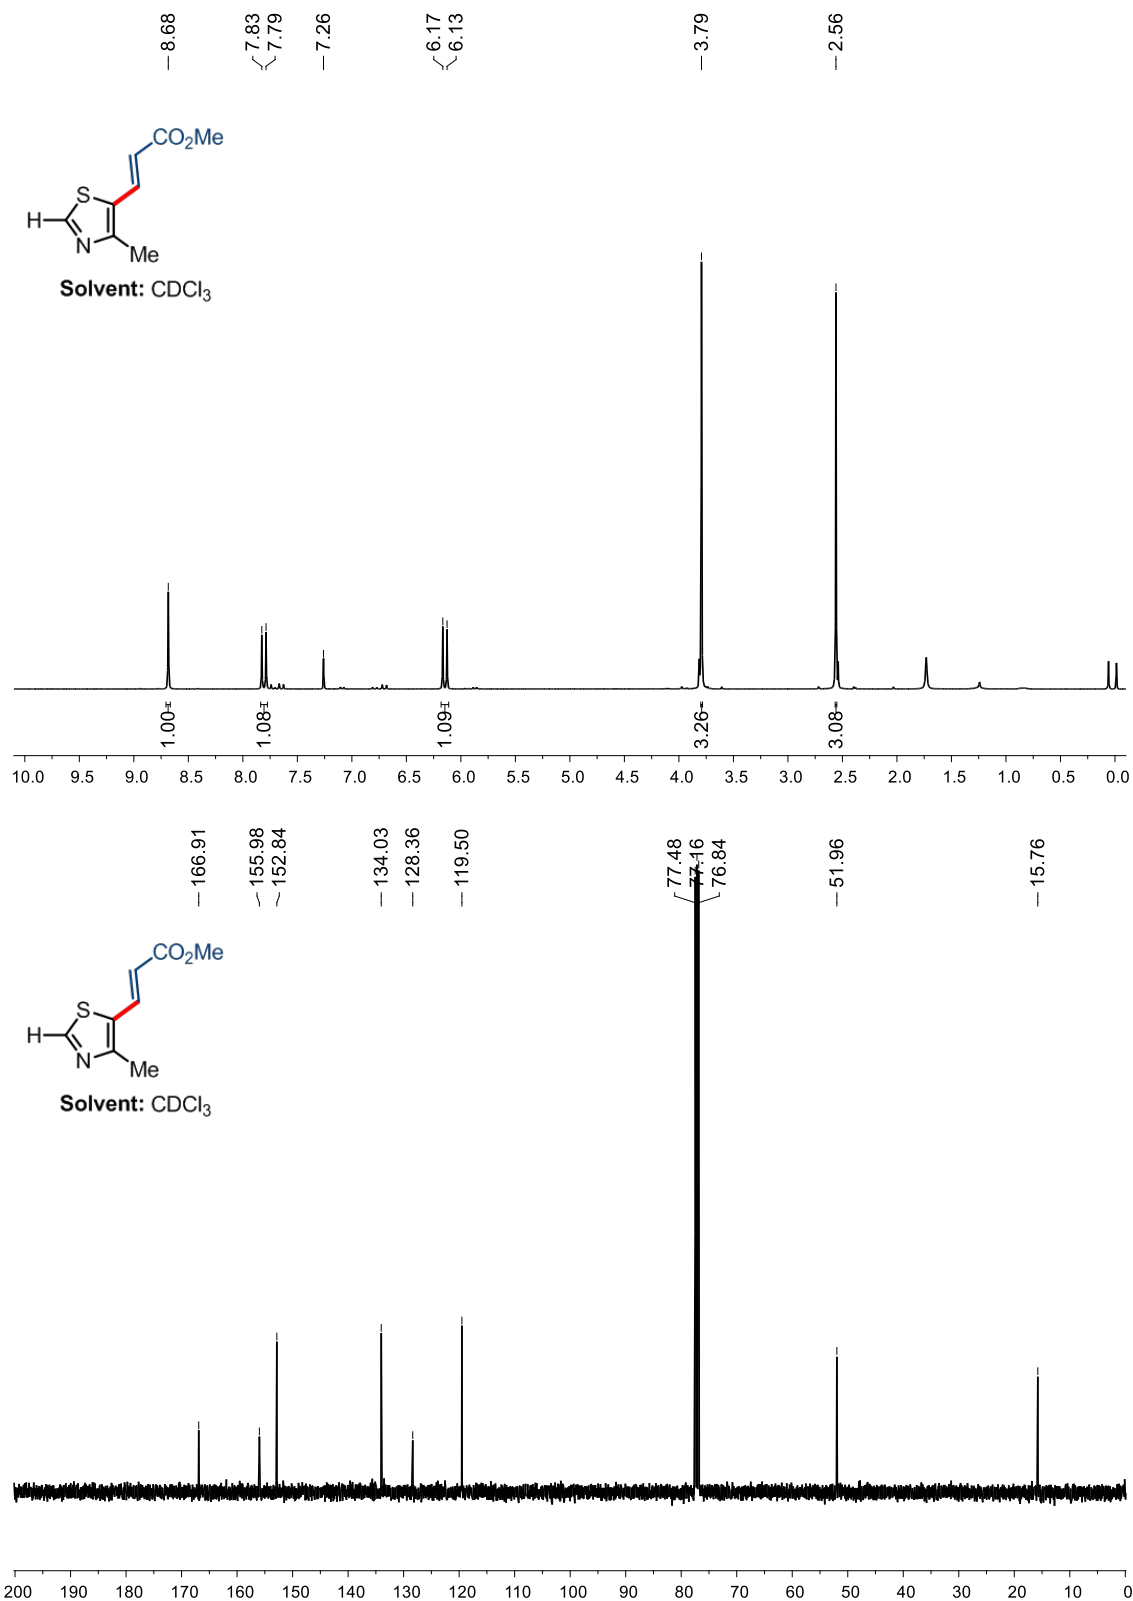 8.68
7.83
7.79
7.26
6.17
6.13
3.79
2.56
CO₂Me
S
H
N
Me
Solvent: CDCl₃
1.00
1.08
1.09
3.26
3.08
10.0 9.5 9.0 8.5 8.0 7.5 7.0 6.5 6.0 5.5 5.0 4.5 4.0 3.5 3.0 2.5 2.0 1.5 1.0 0.5 0.0
166.91
155.98
152.84
134.03
128.36
119.50
77.48
77.16
76.84
51.96
15.76
CO₂Me
S
H
N
Me
Solvent: CDCl₃
200 190 180 170 160 150 140 130 120 110 100 90 80 70 60 50 40 30 20 10 0